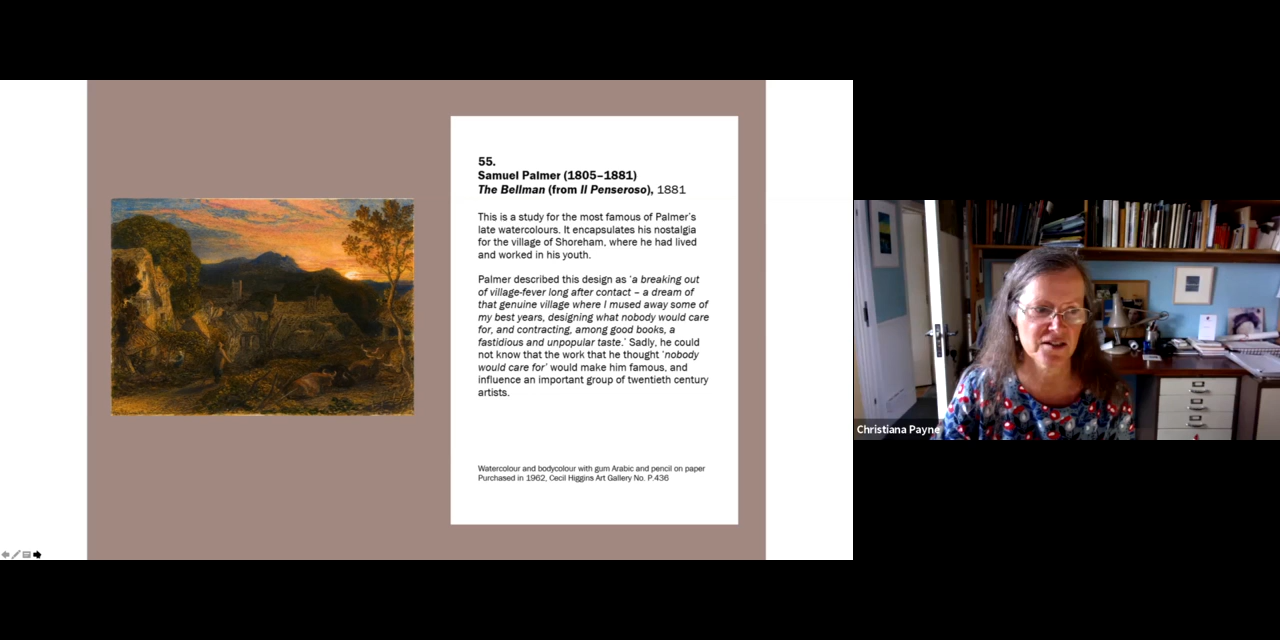 55.
Samuel Palmer (1805–1881)
The Bellman (from Il Penseroso), 1881
This is a study for the most famous of Palmer's
late watercolours. It encapsulates his nostalgia
for the village of Shoreham, where he had lived
and worked in his youth.
Palmer described this design as 'a breaking out
of village-fever long after contact – a dream of
that genuine village where I mused away some of
my best years, designing what nobody would care
for, and contracting, among good books, a
fastidious and unpopular taste.' Sadly, he could
not know that the work that he thought 'nobody
would care for' would make him famous, and
influence an important group of twentieth century
artists.
Watercolour and bodycolour with gum Arabic and pencil on paper
Purchased in 1962, Cecil Higgins Art Gallery No. P.436
Christiana Payne